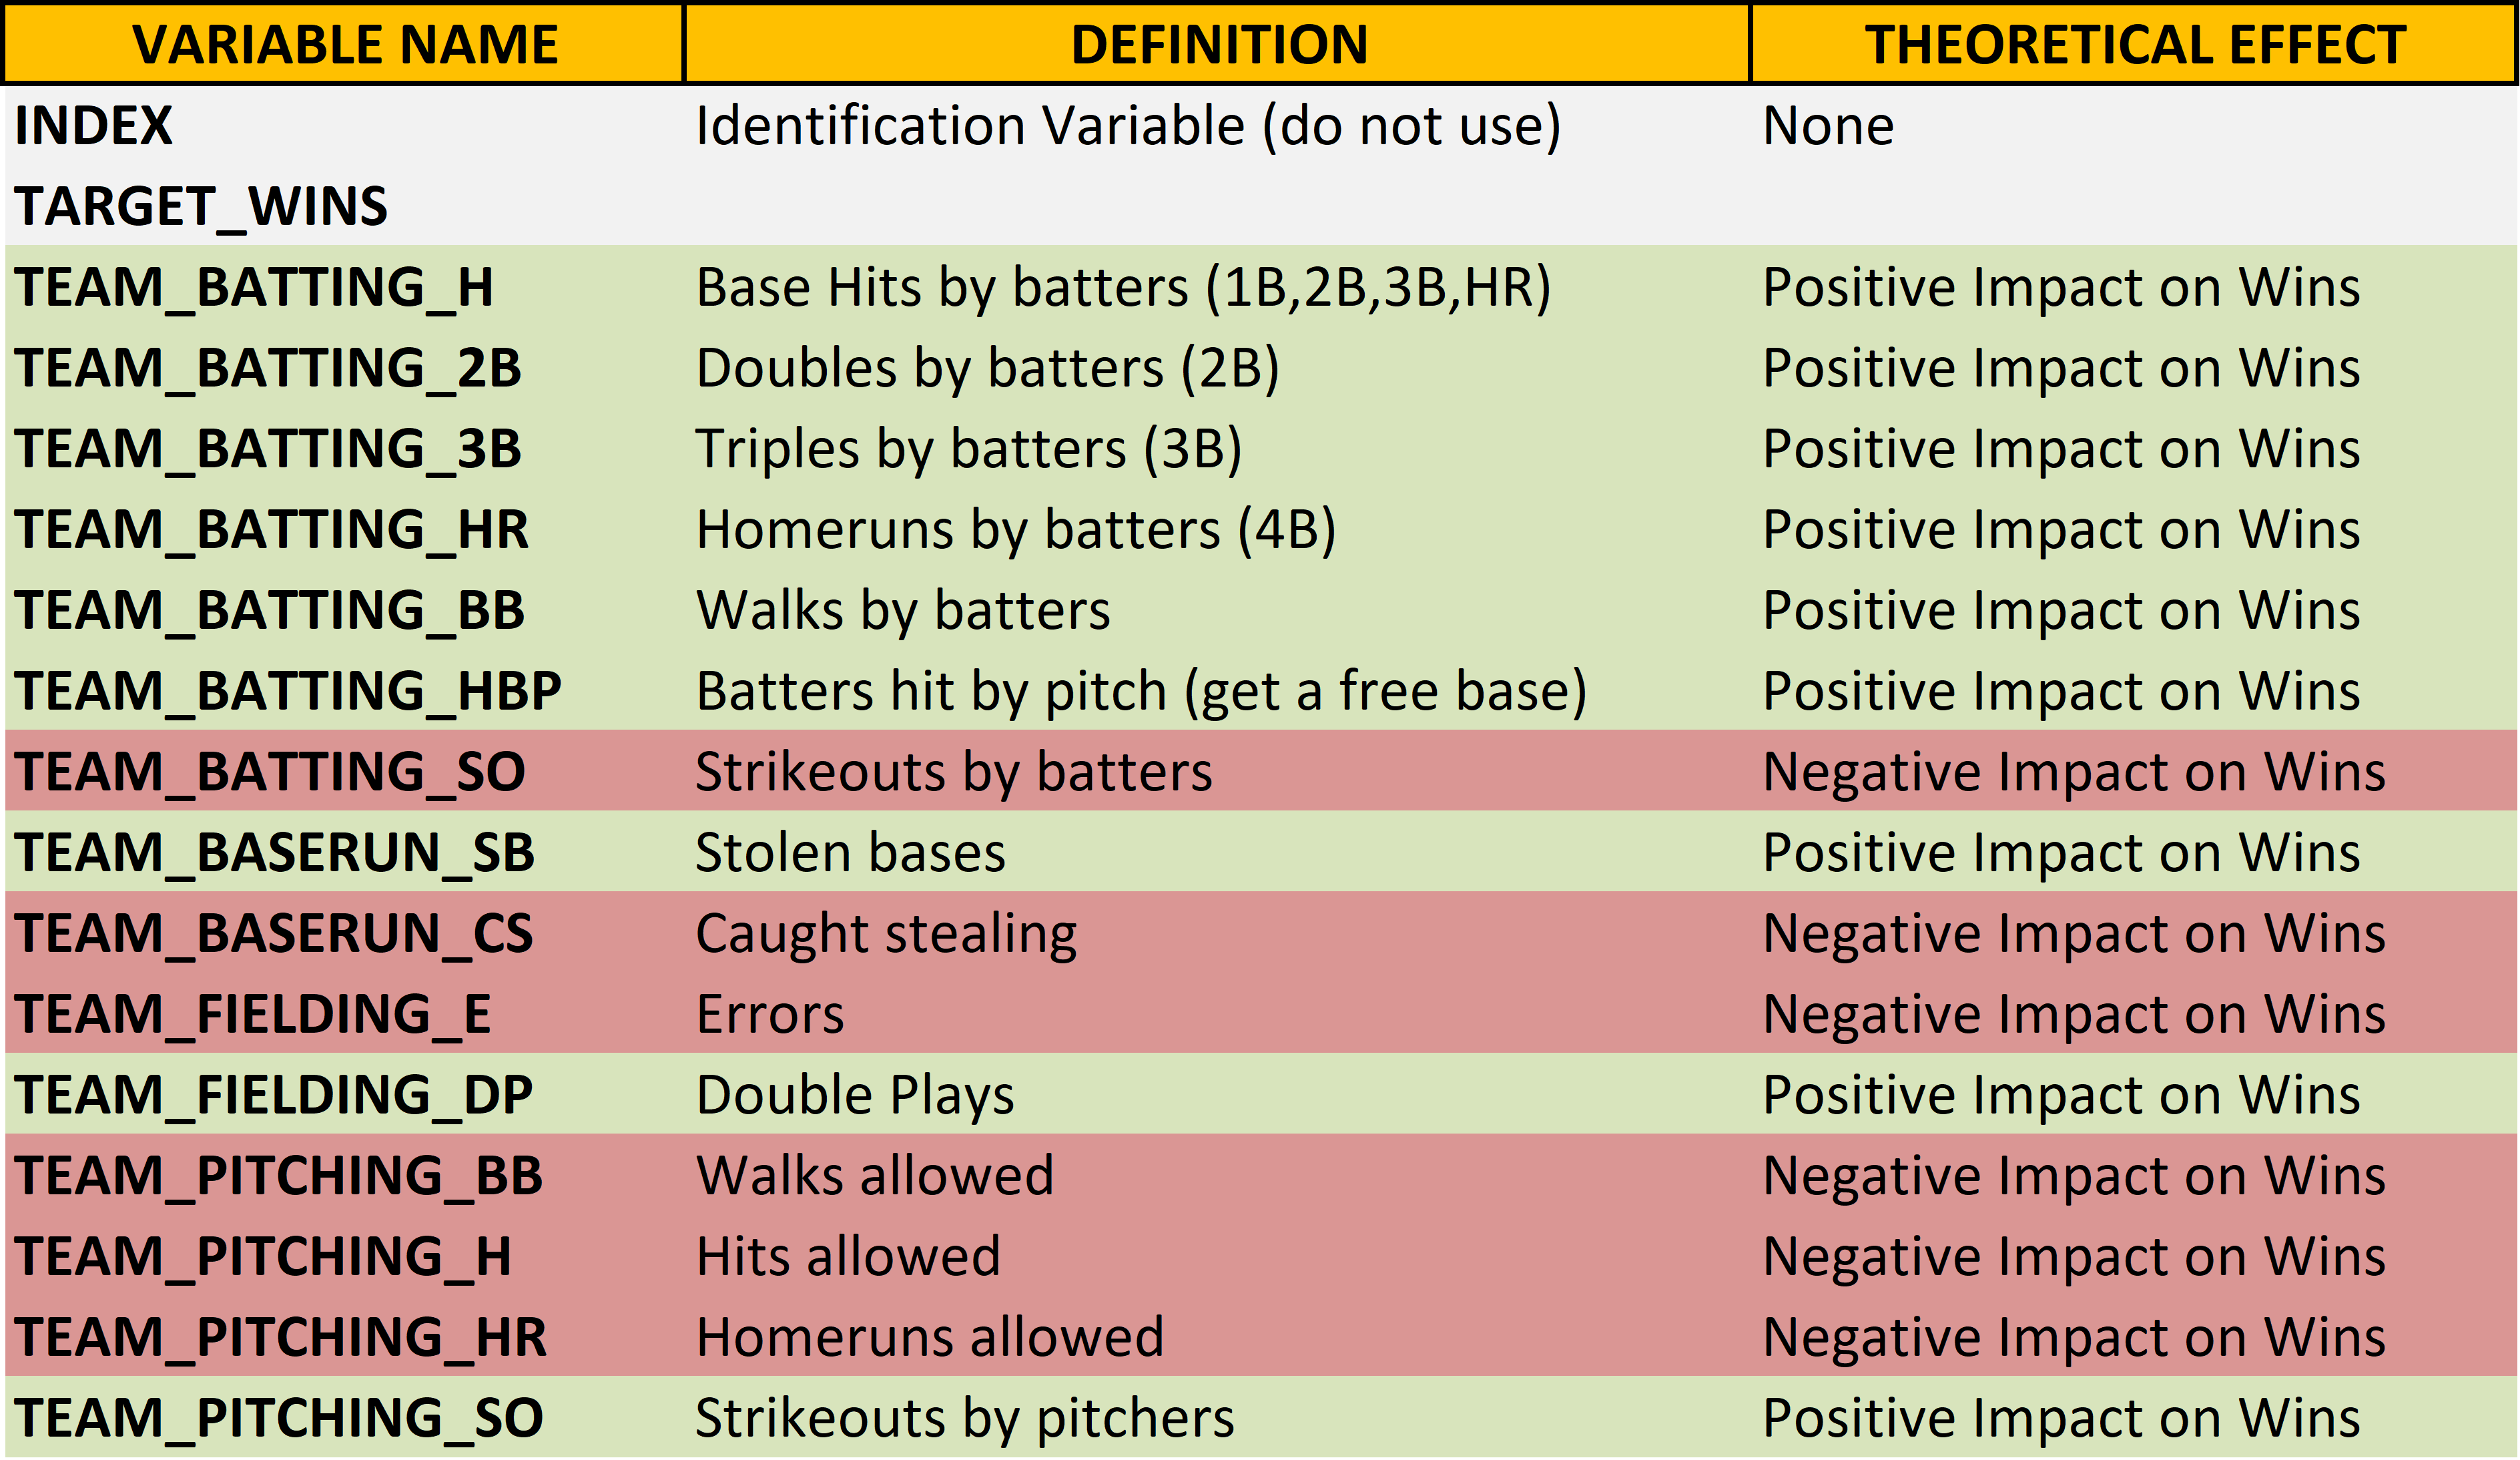 VARIABLE NAME DEFINITION THEORETICAL EFFECT
INDEX Identification Variable (do not use) None
TARGET_WINS
TEAM_BATTING_H Base Hits by batters (1B,2B,3B,HR) Positive Impact on Wins
TEAM_BATTING_2B Doubles by batters (2B) Positive Impact on Wins
TEAM_BATTING_3B Triples by batters (3B) Positive Impact on Wins
TEAM_BATTING_HR Homeruns by batters (4B) Positive Impact on Wins
TEAM_BATTING_BB Walks by batters Positive Impact on Wins
TEAM_BATTING_HBP Batters hit by pitch (get a free base) Positive Impact on Wins
TEAM_BATTING_SO Strikeouts by batters Negative Impact on Wins
TEAM_BASERUN_SB Stolen bases Positive Impact on Wins
TEAM_BASERUN_CS Caught stealing Negative Impact on Wins
TEAM_FIELDING_E Errors Negative Impact on Wins
TEAM_FIELDING_DP Double Plays Positive Impact on Wins
TEAM_PITCHING_BB Walks allowed Negative Impact on Wins
TEAM_PITCHING_H Hits allowed Negative Impact on Wins
TEAM_PITCHING_HR Homeruns allowed Negative Impact on Wins
TEAM_PITCHING_SO Strikeouts by pitchers Positive Impact on Wins